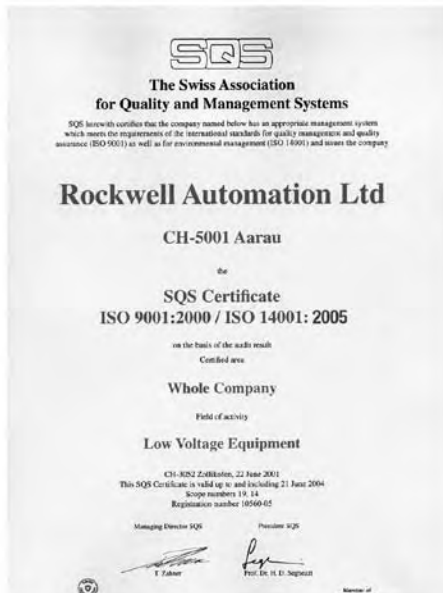 SQS
The Swiss Association
for Quality and Management Systems
SQS herewith certifies that the company named below has an appropriate management system
which meets the requirements of the international standards for quality management and quality
assurance (ISO 9001) as well as for environmental management (ISO 14001) and issues the company
Rockwell Automation Ltd
CH-5001 Aarau
the
SQS Certificate
ISO 9001:2000 / ISO 14001: 2005
on the basis of the audit result
Certified area
Whole Company
Field of activity
Low Voltage Equipment
CH-3052 Zollikofen, 22 June 2001
This SQS Certificate is valid up to and including 21 June 2004
Scope numbers 19, 14
Registration number 10560-05
Managing Director SQS President SQS
T. Zahner Prof. Dr. H. D. Seghezzi
Member of